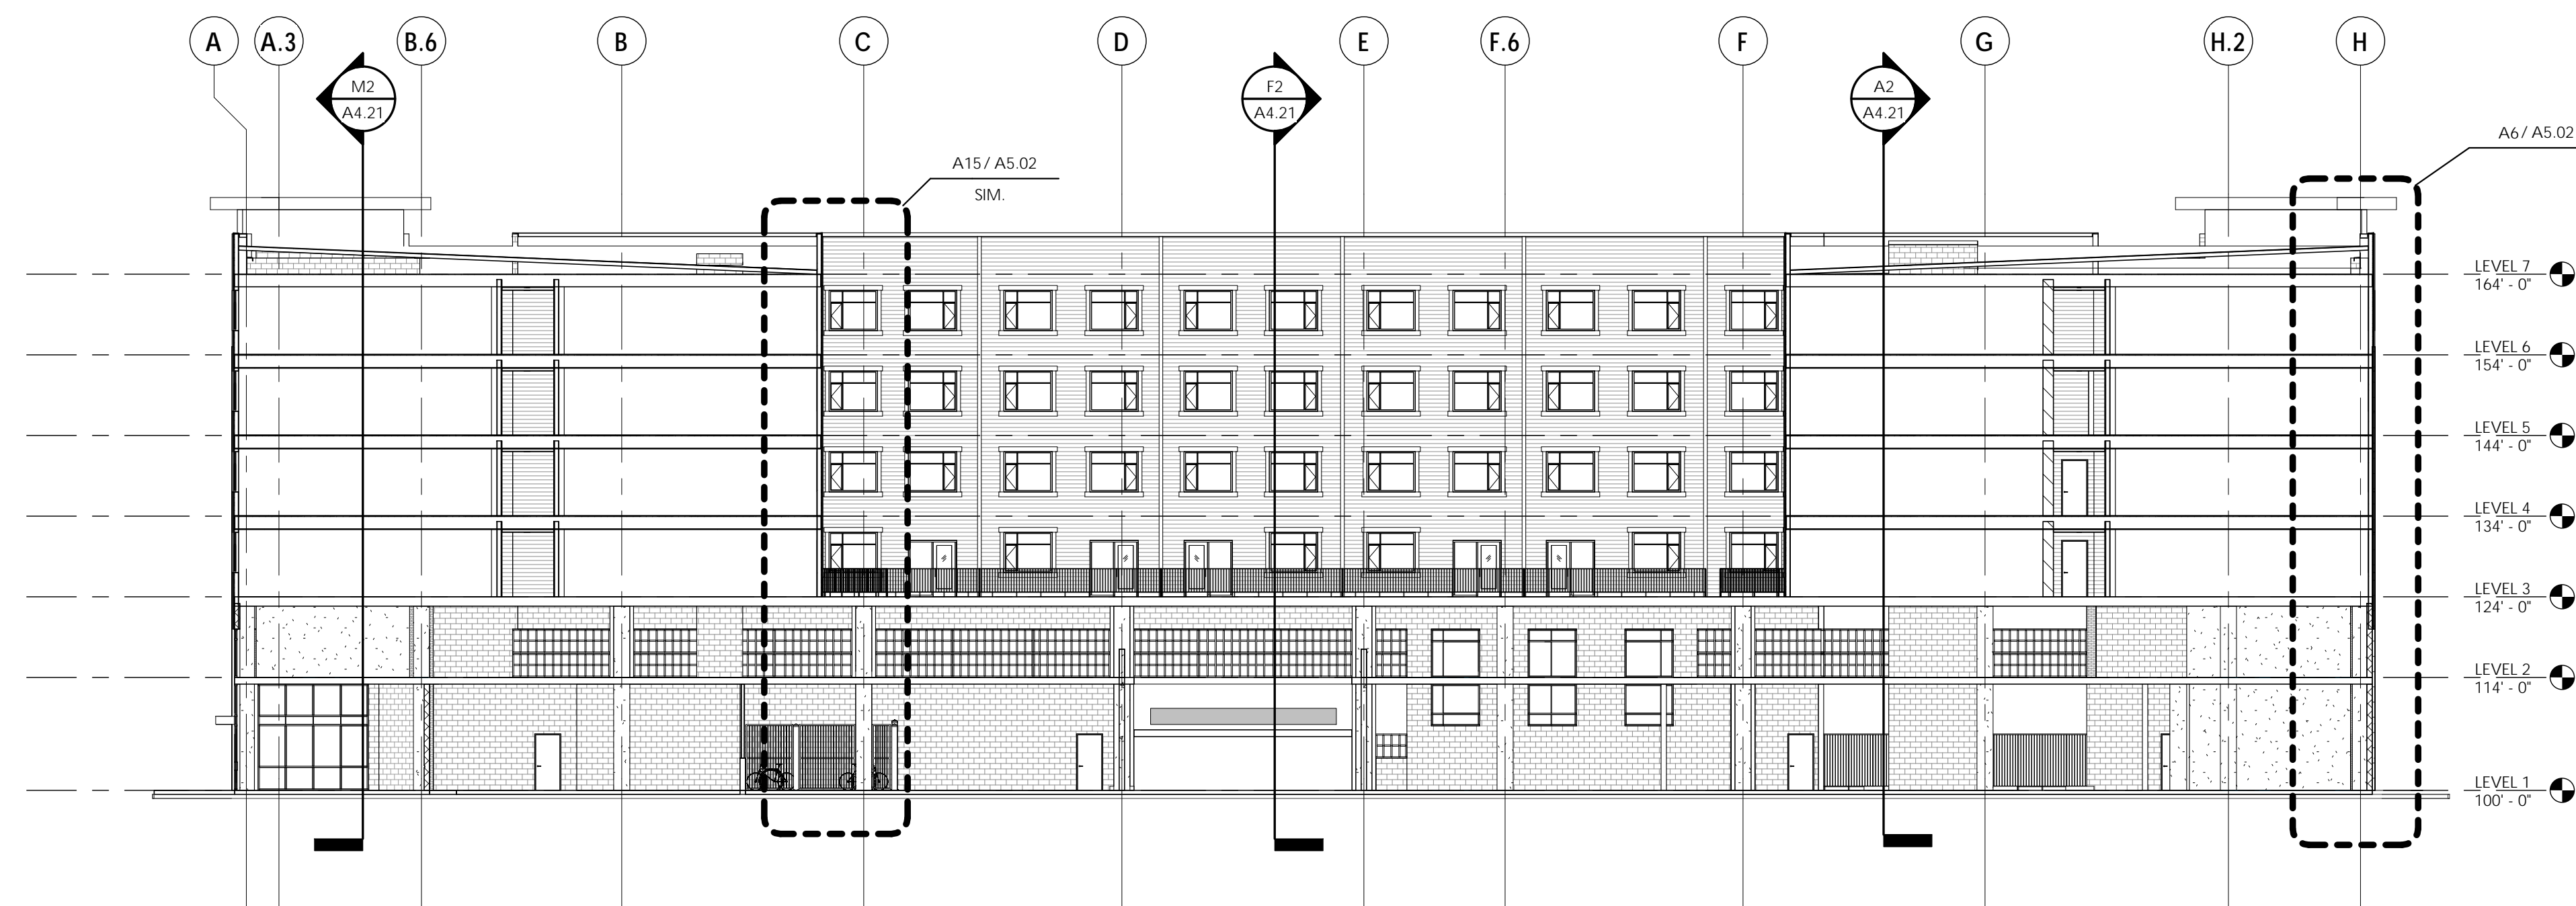 A
A.3
B.6
B
C
D
E
F.6
F
G
H.2
H
M2
A4.21
F2
A4.21
A2
A4.21
A6 / A5.02
A15 / A5.02
SIM.
LEVEL 7
164' - 0"
LEVEL 6
154' - 0"
LEVEL 5
144' - 0"
LEVEL 4
134' - 0"
LEVEL 3
124' - 0"
LEVEL 2
114' - 0"
LEVEL 1
100' - 0"